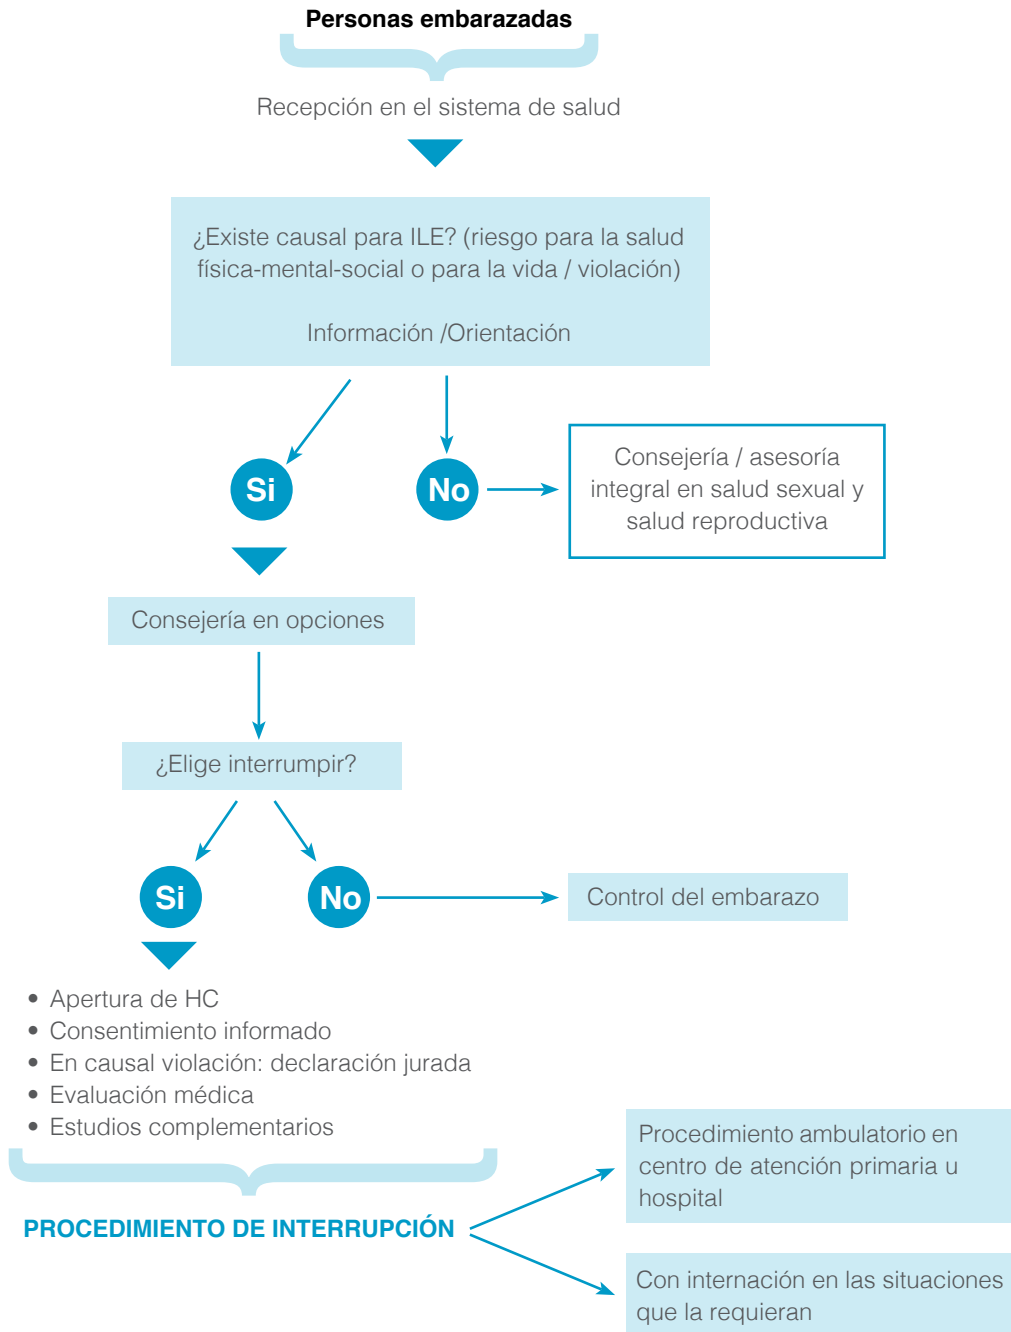 Personas embarazadas
Recepción en el sistema de salud
¿Existe causal para ILE? (riesgo para la salud
física-mental-social o para la vida / violación)
Información /Orientación
Si
No
Consejería / asesoría
integral en salud sexual y
salud reproductiva
Consejería en opciones
¿Elige interrumpir?
Si
No
Control del embarazo
• Apertura de HC
• Consentimiento informado
• En causal violación: declaración jurada
• Evaluación médica
• Estudios complementarios
PROCEDIMIENTO DE INTERRUPCIÓN
Procedimiento ambulatorio en
centro de atención primaria u
hospital
Con internación en las situaciones
que la requieran